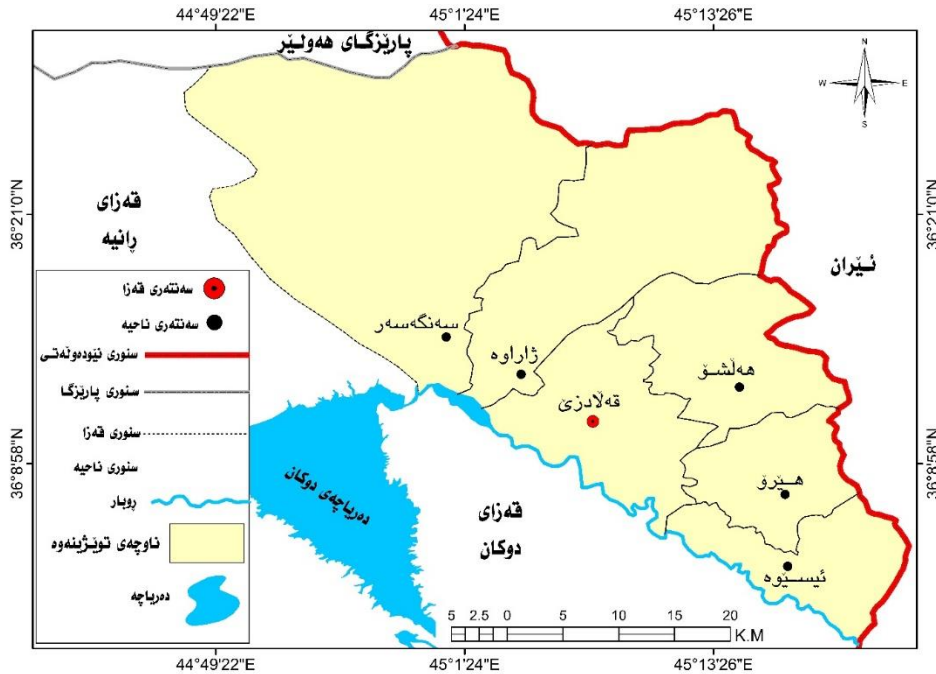 44°49'22"E 45°1'24"E 45°13'26"E
پارێزگای هەولێر
N
W E
S
36°21'0"N 36°21'0"N
قەزای
ڕانیە
ئێران
سەنتەری قەزا
سەنتەری ناحیە
سنوری نێودەوڵەتی
سنوری پارێزگا
سنوری قەزا
سنوری ناحیە
ڕوبار
ناوچەی توێژینەوە
دەریاچە
سەنگەسەر
ژاراوە
هەڵشۆ
قەڵادزێ
36°8'58"N 36°8'58"N
هێرۆ
دەریاچەی دوکان
قەزای
دوکان
ئیسێوە
5 2.5 0 5 10 15 20
K.M
44°49'22"E 45°1'24"E 45°13'26"E